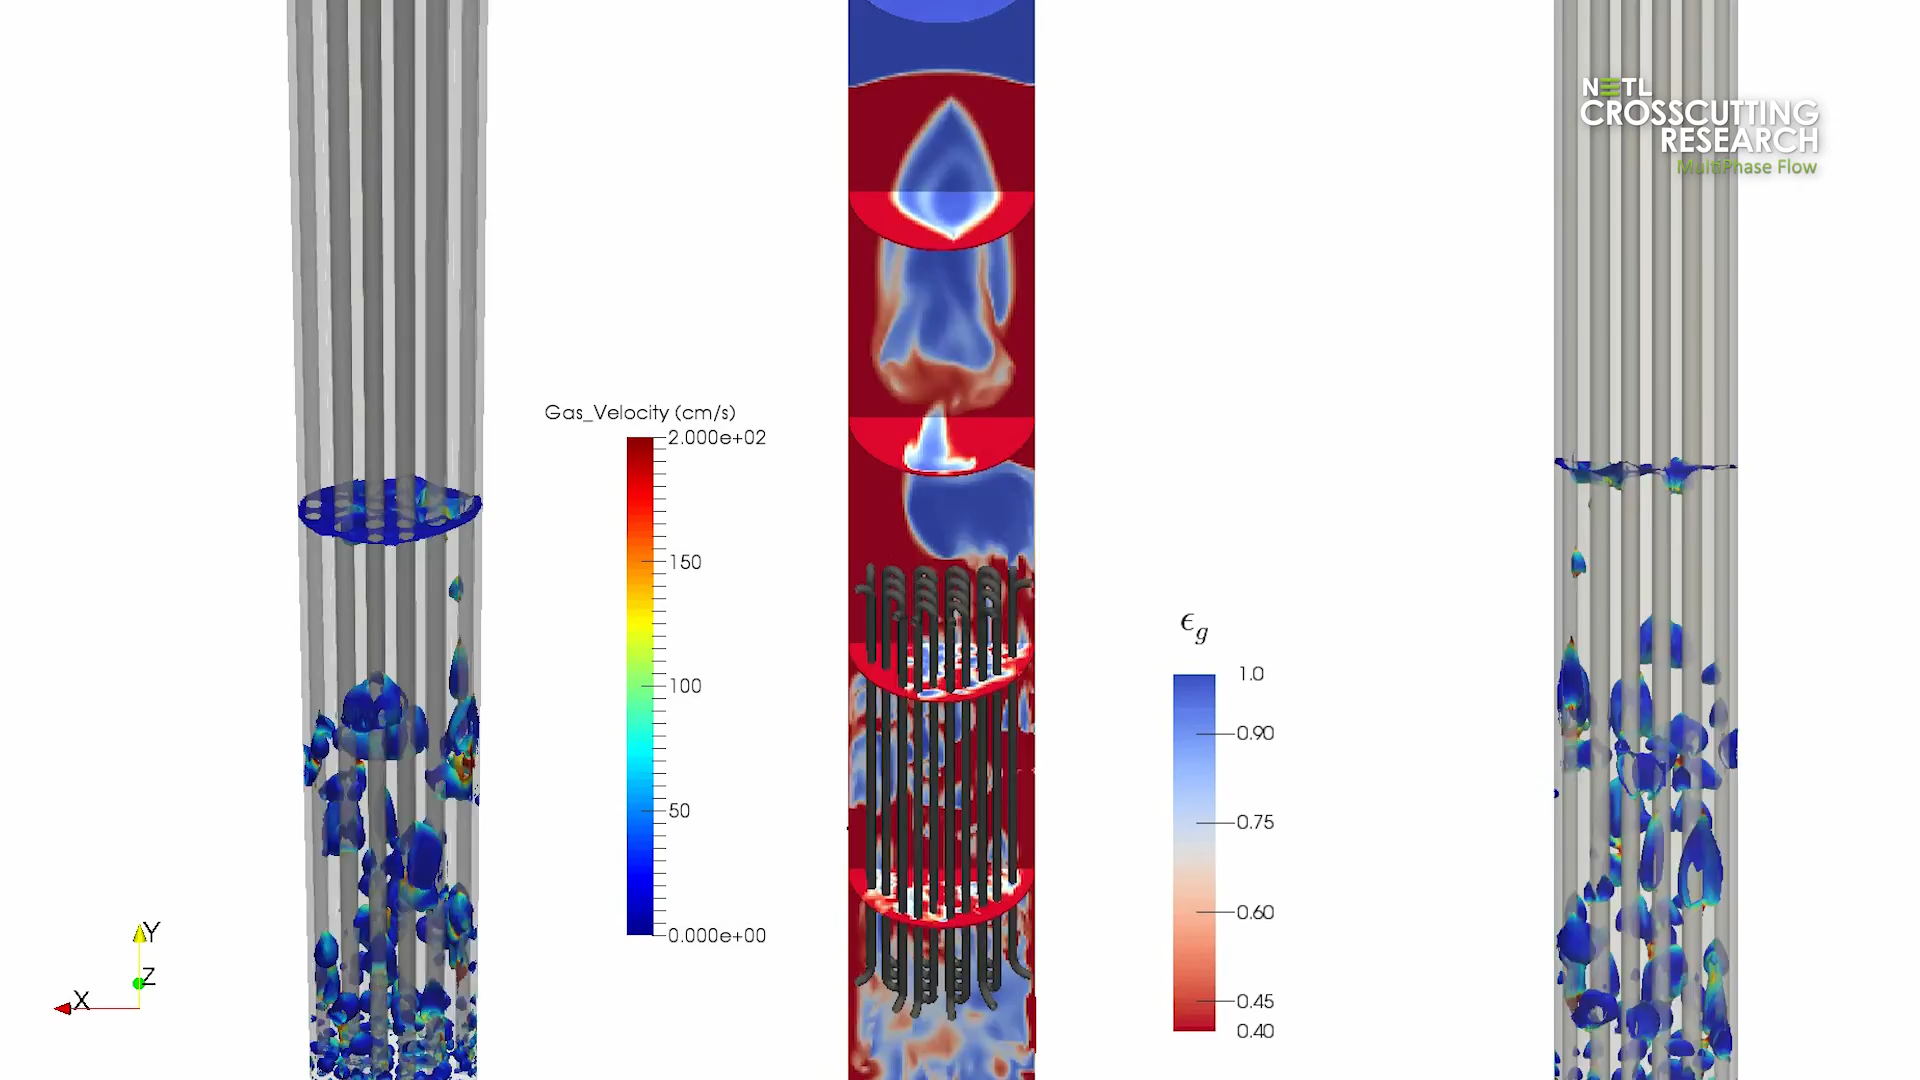 NETL
CROSSCUTTING
RESEARCH
MultiPhase Flow
Gas_Velocity (cm/s)
2.000e+02
150
100
50
0.000e+00
ϵg
1.0
0.90
0.75
0.60
0.45
0.40
Y
Z
X